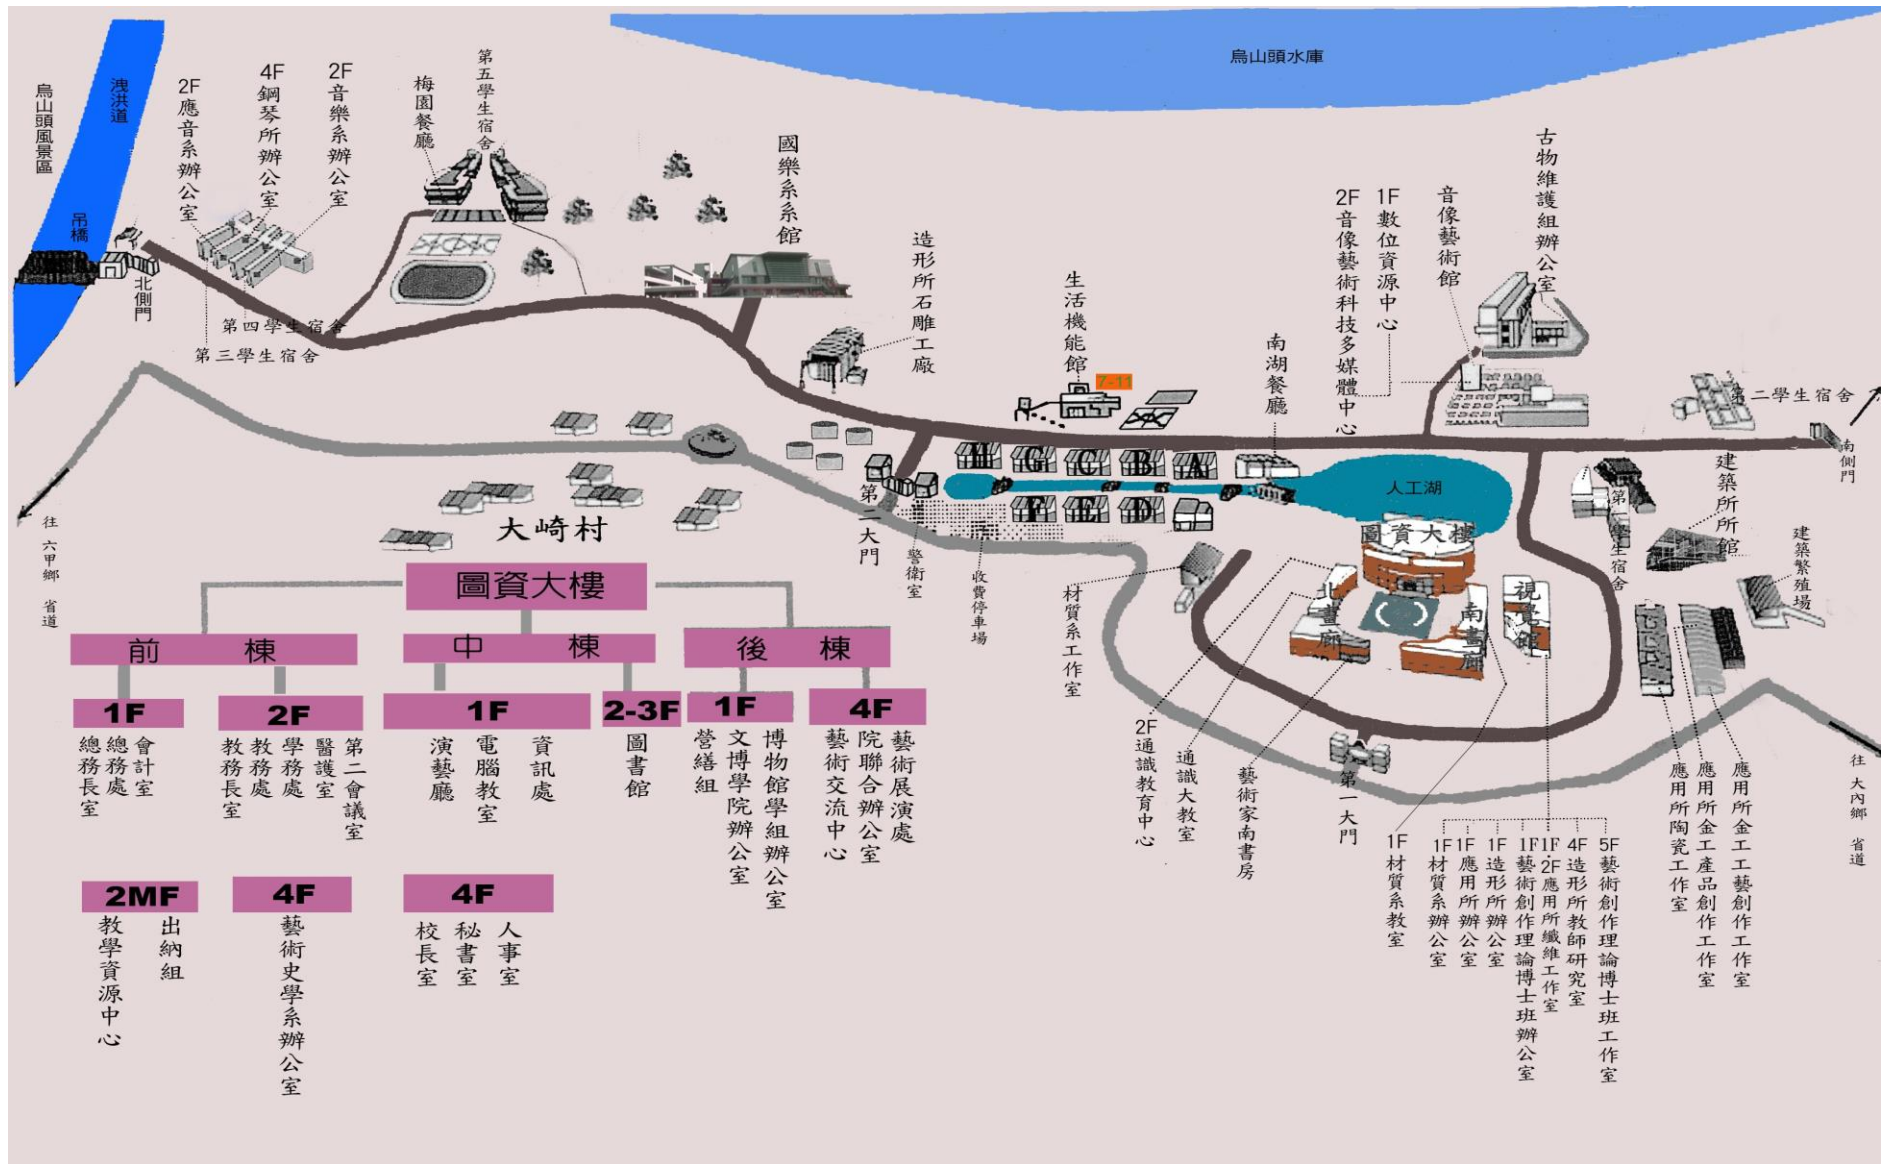 烏山頭水庫
洩洪道
烏山頭風景區
吊橋
北側門
2F應音系辦公室
4F鋼琴所辦公室
2F音樂系辦公室
第四學生宿舍
第三學生宿舍
梅園餐廳
第五學生宿舍
國樂系系館
造形所石雕工廠
生活機能館
7-11
南湖餐廳
2F音像藝術科技多媒體中心
1F數位資源中心
音像藝術館
古物維護組辦公室
第二學生宿舍
南側門
H
G
C
B
A
F
E
D
人工湖
第二大門
警衛室
收費停車場
大崎村
往 六甲鄉 省道
材質系工作室
圖資大樓
北畫廊
南畫廊
視覺館
第一學生宿舍
建築所所館
建築繁殖場
2F通識教育中心
通識大教室
藝術家南書房
第一大門
1F材質系教室
1F材質系辦公室
1F應用所辦公室
1F造形所辦公室
1F藝術創作理論博士班辦公室
1F.2F應用所纖維工作室
4F造形所教師研究室
5F藝術創作理論博士班工作室
應用所陶瓷工作室
應用所金工產品創作工作室
應用所金工工藝創作工作室
往 大內鄉 省道
圖資大樓
前棟
中棟
後棟
1F
總務長室
總務處
會計室
2F
教務長室
教務處
學務處
醫護室
第二會議室
1F
演藝廳
電腦教室
資訊處
2-3F
圖書館
1F
營繕組
文博學院辦公室
博物館學組辦公室
4F
藝術交流中心
院聯合辦公室
藝術展演處
2MF
教學資源中心
出納組
4F
藝術史學系辦公室
4F
校長室
秘書室
人事室